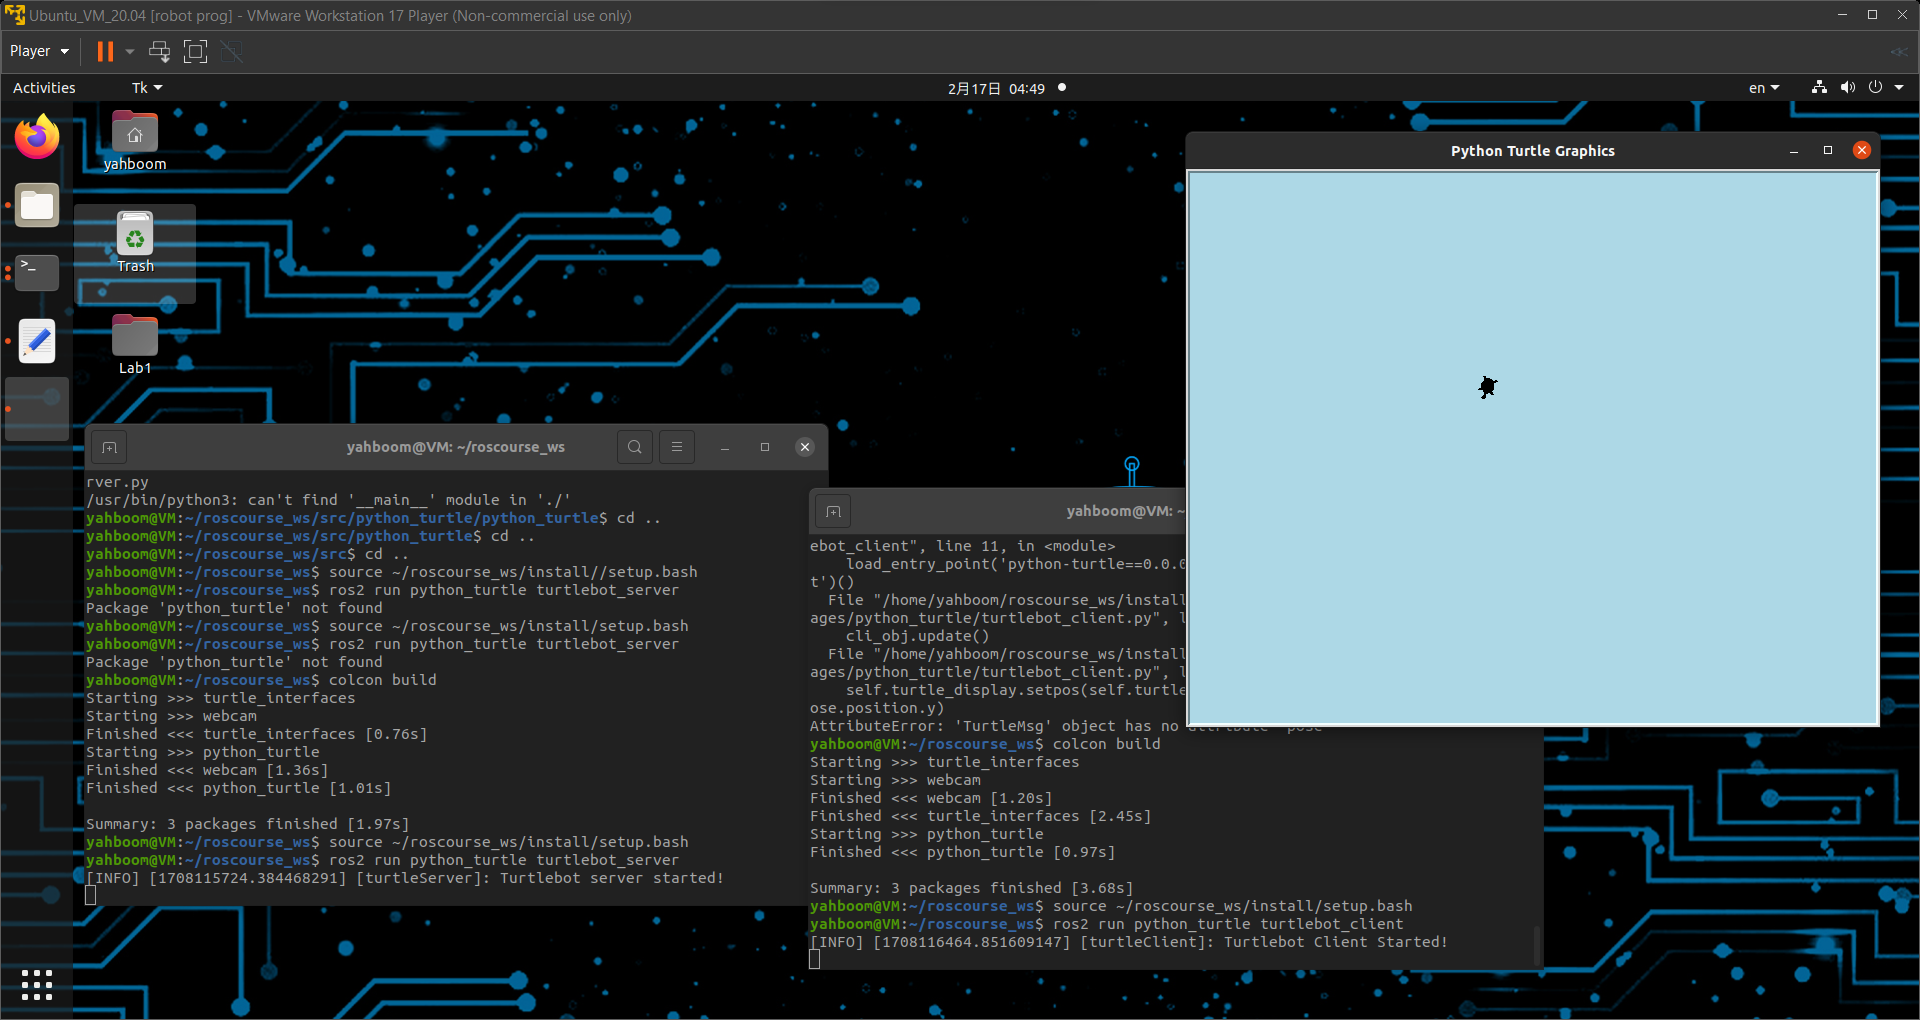 Ubuntu_VM_20.04 [robot prog] - VMware Workstation 17 Player (Non-commercial use only)
Player
Activities
Tk
2月17日 04:49
en
yahboom
Trash
Lab1
Python Turtle Graphics
yahboom@VM: ~/roscourse_ws
rver.py
/usr/bin/python3: can't find '__main__' module in './'
yahboom@VM:~/roscourse_ws/src/python_turtle/python_turtle$ cd ..
yahboom@VM:~/roscourse_ws/src/python_turtle$ cd ..
yahboom@VM:~/roscourse_ws/src$ cd ..
yahboom@VM:~/roscourse_ws$ source ~/roscourse_ws/install//setup.bash
yahboom@VM:~/roscourse_ws$ ros2 run python_turtle turtlebot_server
Package 'python_turtle' not found
yahboom@VM:~/roscourse_ws$ source ~/roscourse_ws/install/setup.bash
yahboom@VM:~/roscourse_ws$ ros2 run python_turtle turtlebot_server
Package 'python_turtle' not found
yahboom@VM:~/roscourse_ws$ colcon build
Starting >>> turtle_interfaces
Starting >>> webcam
Finished <<< turtle_interfaces [0.76s]
Starting >>> python_turtle
Finished <<< webcam [1.36s]
Finished <<< python_turtle [1.01s]
Summary: 3 packages finished [1.97s]
yahboom@VM:~/roscourse_ws$ source ~/roscourse_ws/install/setup.bash
yahboom@VM:~/roscourse_ws$ ros2 run python_turtle turtlebot_server
[INFO] [1708115724.384468291] [turtleServer]: Turtlebot server started!
yahboom@VM: ~
ebot_client", line 11, in <module>
load_entry_point('python-turtle==0.0.0
t')()
File "/home/yahboom/roscourse_ws/install
ages/python_turtle/turtlebot_client.py", l
cli_obj.update()
File "/home/yahboom/roscourse_ws/install
ages/python_turtle/turtlebot_client.py", l
self.turtle_display.setpos(self.turtle
ose.position.y)
AttributeError: 'TurtleMsg' object has no attribute 'pose'
yahboom@VM:~/roscourse_ws$ colcon build
Starting >>> turtle_interfaces
Starting >>> webcam
Finished <<< webcam [1.20s]
Finished <<< turtle_interfaces [2.45s]
Starting >>> python_turtle
Finished <<< python_turtle [0.97s]
Summary: 3 packages finished [3.68s]
yahboom@VM:~/roscourse_ws$ source ~/roscourse_ws/install/setup.bash
yahboom@VM:~/roscourse_ws$ ros2 run python_turtle turtlebot_client
[INFO] [1708116464.851609147] [turtleClient]: Turtlebot Client Started!